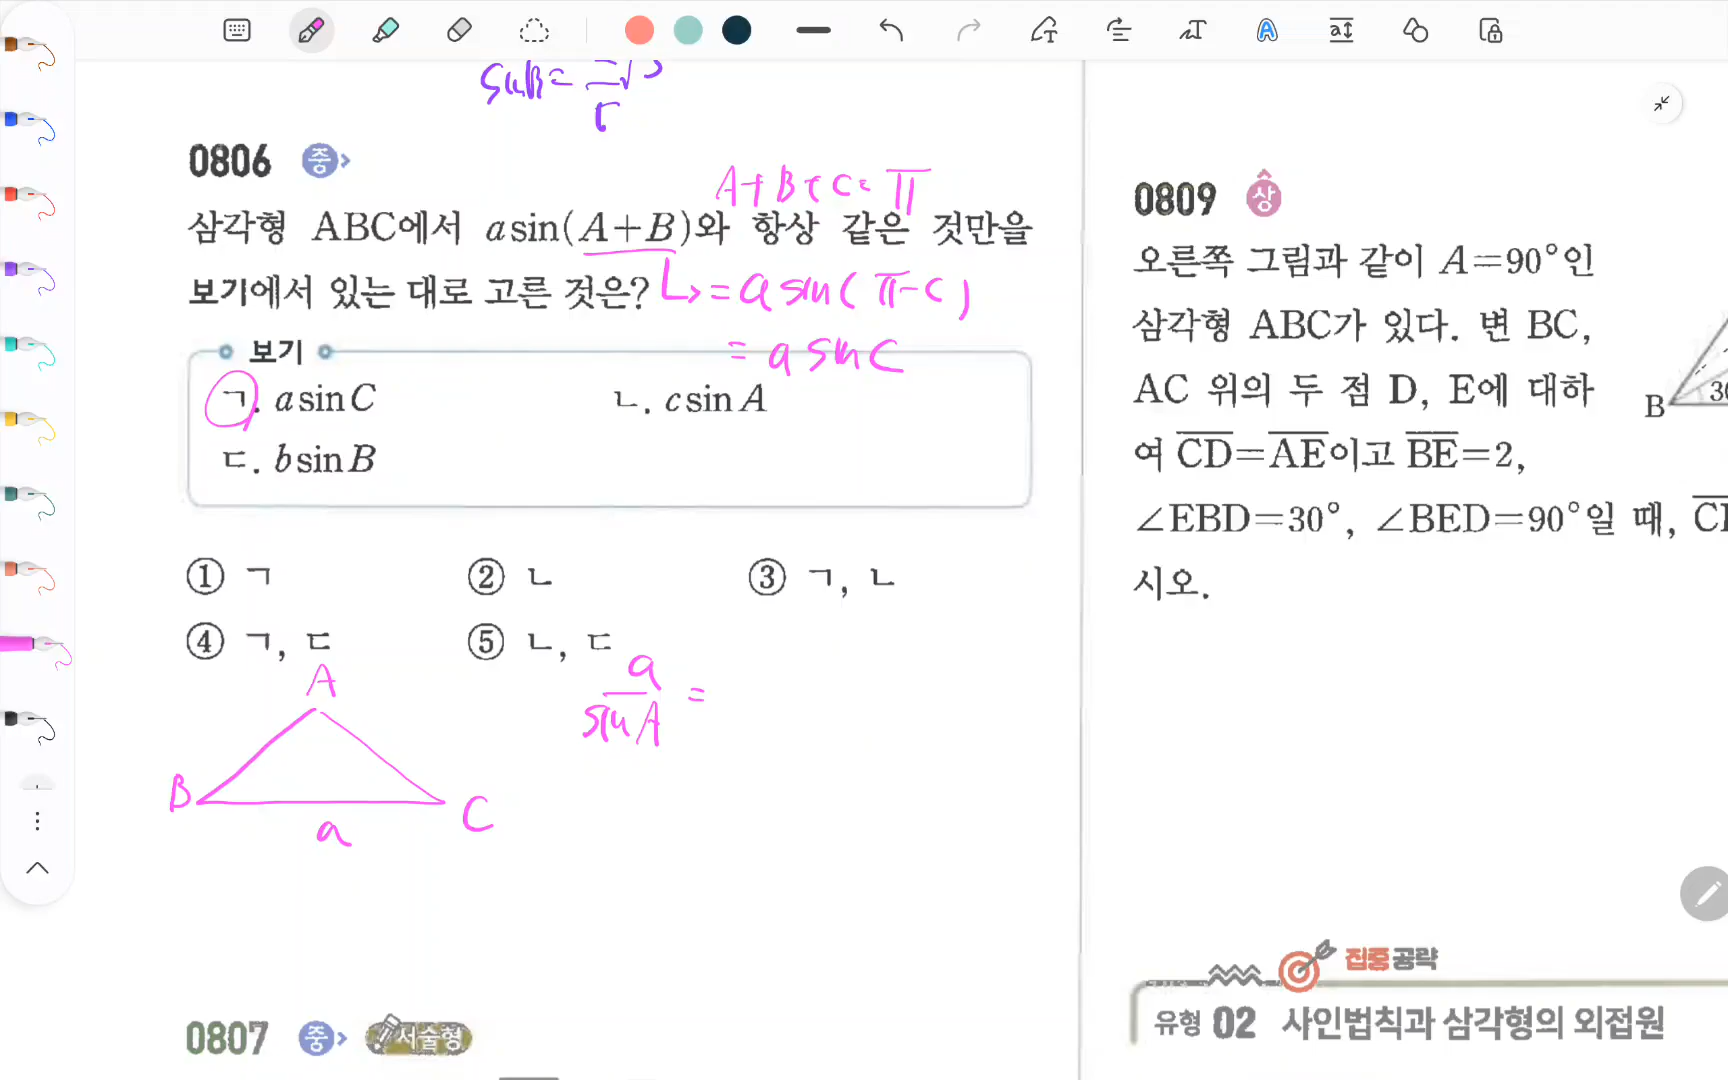 0806 중
A+B+C=π
삼각형 ABC에서 a sin(A+B)와 항상 같은 것만을
보기에서 있는 대로 고른 것은?
= a sin(π-C)
= a sin C
보기
ㄱ. a sin C ㄴ. c sin A
ㄷ. b sin B
① ㄱ ② ㄴ ③ ㄱ, ㄴ
④ ㄱ, ㄷ ⑤ ㄴ, ㄷ
a/sin A =
A
B
C
a
0807 중 서술형
0809 상
오른쪽 그림과 같이 A=90°인
삼각형 ABC가 있다. 변 BC,
AC 위의 두 점 D, E에 대하
여 CD=AE이고 BE=2,
∠EBD=30°, ∠BED=90°일 때,
시오.
B
집중 공략
유형 02 사인법칙과 삼각형의 외접원